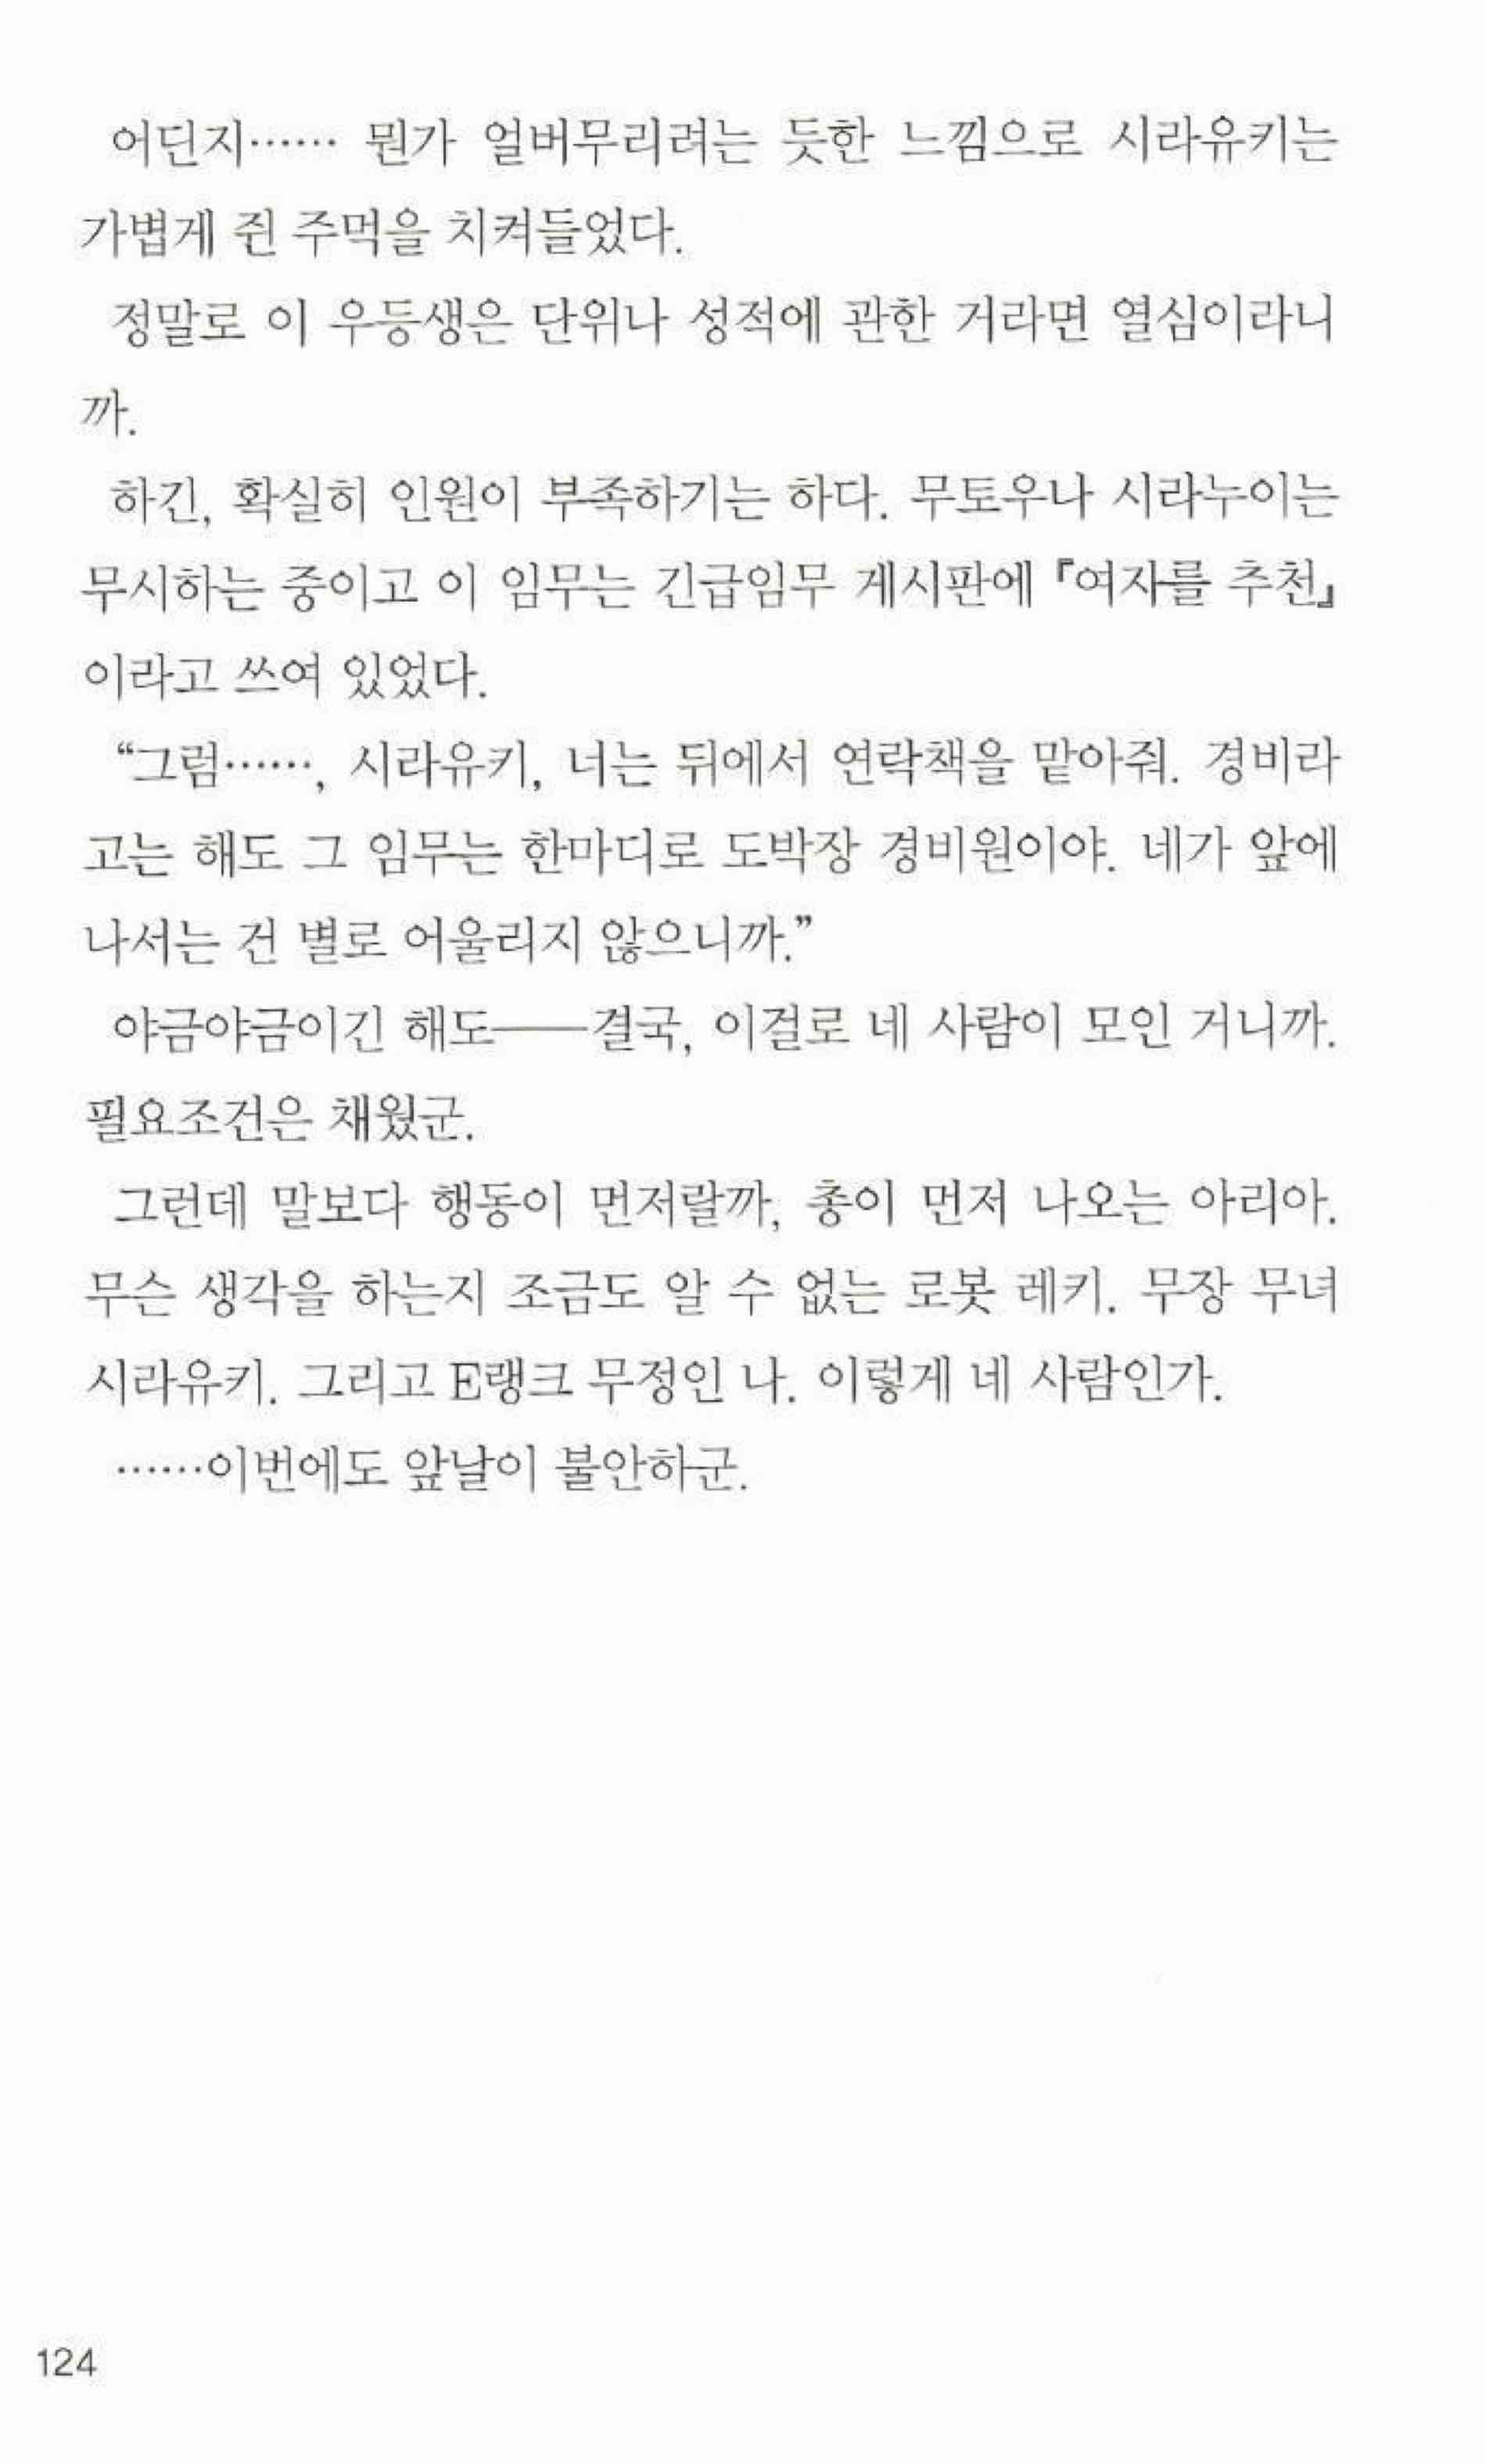 어딘지…… 뭔가 얼버무리려는 듯한 느낌으로 시라유키는
가볍게 쥔 주먹을 치켜들었다.
정말로 이 우등생은 단위나 성적에 관한 거라면 열심이라니
까.
하긴, 확실히 인원이 부족하기는 하다. 무토우나 시라누이는
무시하는 중이고 이 임무는 긴급임무 게시판에 『여자를 추천』
이라고 쓰여 있었다.
“그럼……, 시라유키, 너는 뒤에서 연락책을 맡아줘. 경비라
고는 해도 그 임무는 한마디로 도박장 경비원이야. 네가 앞에
나서는 건 별로 어울리지 않으니까.”
야금야금이긴 해도──결국, 이걸로 네 사람이 모인 거니까.
필요조건은 채웠군.
그런데 말보다 행동이 먼저랄까, 총이 먼저 나오는 아리아.
무슨 생각을 하는지 조금도 알 수 없는 로봇 레키. 무장 무녀
시라유키. 그리고 E랭크 무정인 나. 이렇게 네 사람인가.
……이번에도 앞날이 불안하군.
124